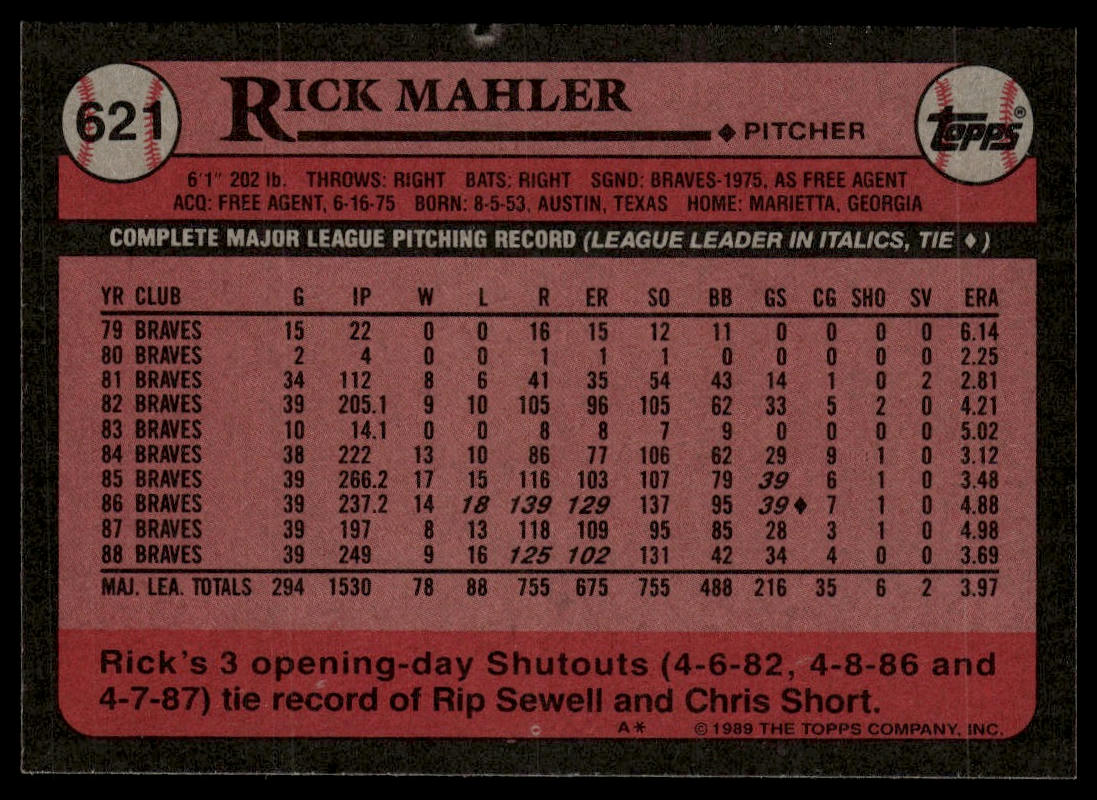 621
RICK MAHLER
♦ PITCHER
TOPPS®
6'1" 202 lb. THROWS: RIGHT BATS: RIGHT SGND: BRAVES-1975, AS FREE AGENT
ACQ: FREE AGENT, 6-16-75 BORN: 8-5-53, AUSTIN, TEXAS HOME: MARIETTA, GEORGIA
COMPLETE MAJOR LEAGUE PITCHING RECORD (LEAGUE LEADER IN ITALICS, TIE ♦)
YR CLUB G IP W L R ER SO BB GS CG SHO SV ERA
79 BRAVES 15 22 0 0 16 15 12 11 0 0 0 0 6.14
80 BRAVES 2 4 0 0 1 1 1 0 0 0 0 0 2.25
81 BRAVES 34 112 8 6 41 35 54 43 14 1 0 2 2.81
82 BRAVES 39 205.1 9 10 105 96 105 62 33 5 2 0 4.21
83 BRAVES 10 14.1 0 0 8 8 7 9 0 0 0 0 5.02
84 BRAVES 38 222 13 10 86 77 106 62 29 9 1 0 3.12
85 BRAVES 39 266.2 17 15 116 103 107 79 39 6 1 0 3.48
86 BRAVES 39 237.2 14 18 139 129 137 95 39♦ 7 1 0 4.88
87 BRAVES 39 197 8 13 118 109 95 85 28 3 1 0 4.98
88 BRAVES 39 249 9 16 125 102 131 42 34 4 0 0 3.69
MAJ. LEA. TOTALS 294 1530 78 88 755 675 755 488 216 35 6 2 3.97
Rick's 3 opening-day Shutouts (4-6-82, 4-8-86 and
4-7-87) tie record of Rip Sewell and Chris Short.
A* © 1989 THE TOPPS COMPANY, INC.